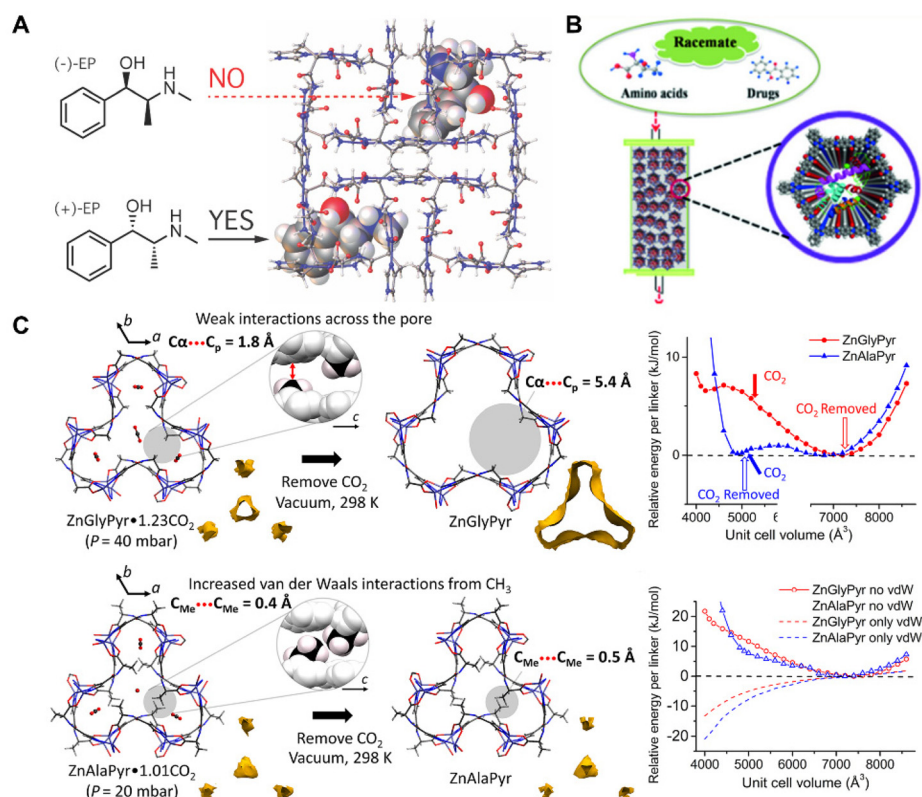 A
(-)-EP
OH
H
N
NO
(+)-EP
OH
H
N
YES
B
Racemate
Amino acids
Drugs
C
b
a
Weak interactions across the pore
Cα•••Cp = 1.8 Å
c
ZnGlyPyr•1.23CO2
(P = 40 mbar)
Remove CO2
Vacuum, 298 K
Cα•••Cp = 5.4 Å
ZnGlyPyr
Relative energy per linker (kJ/mol)
10
5
0
ZnGlyPyr
ZnAlaPyr
CO2
CO2 Removed
CO2
CO2 Removed
4000 5000 6 7000 8000
Unit cell volume (Å3)
b
a
Increased van der Waals interactions from CH3
CMe•••CMe = 0.4 Å
c
ZnAlaPyr•1.01CO2
(P = 20 mbar)
Remove CO2
Vacuum, 298 K
CMe•••CMe = 0.5 Å
ZnAlaPyr
Relative energy per linker (kJ/mol)
20
10
0
-10
-20
ZnGlyPyr no vdW
ZnAlaPyr no vdW
ZnGlyPyr only vdW
ZnAlaPyr only vdW
4000 5000 6000 7000 8000
Unit cell volume (Å3)